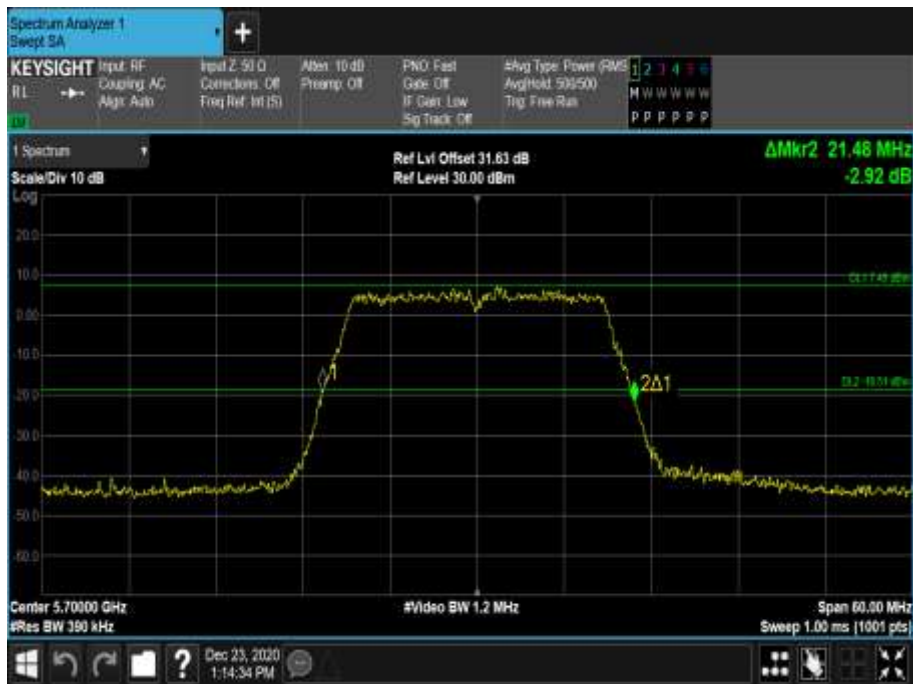 Spectrum Analyzer 1
Swept SA
+
KEYSIGHT
RL
Input: RF
Coupling: AC
Align: Auto
Input Z: 50 Ω
Corrections: Off
Freq Ref: Int (S)
Atten: 10 dB
Preamp: Off
PNO: Fast
Gate: Off
IF Gain: Low
Sig Track: Off
#Avg Type: Power (RMS
Avg|Hold: 500/500
Trig: Free Run
1 2 3 4 5 6
M W W W W W
P P P P P P
1 Spectrum
Scale/Div 10 dB
Log
Ref Lvl Offset 31.63 dB
Ref Level 30.00 dBm
ΔMkr2 21.48 MHz
-2.92 dB
20.0
10.0
DL1 7.49 dBm
0.00
-10.0
1
2Δ1
-20.0
-30.0
-40.0
-50.0
-60.0
Center 5.70000 GHz
#Res BW 390 kHz
#Video BW 1.2 MHz
Span 60.00 MHz
Sweep 1.00 ms (1001 pts)
?
Dec 23, 2020
1:14:34 PM